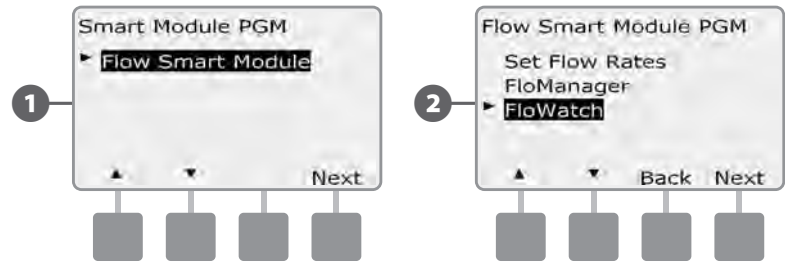 Smart Module PGM
Flow Smart Module
1
Next
Flow Smart Module PGM
Set Flow Rates
FloManager
FloWatch
2
Back Next